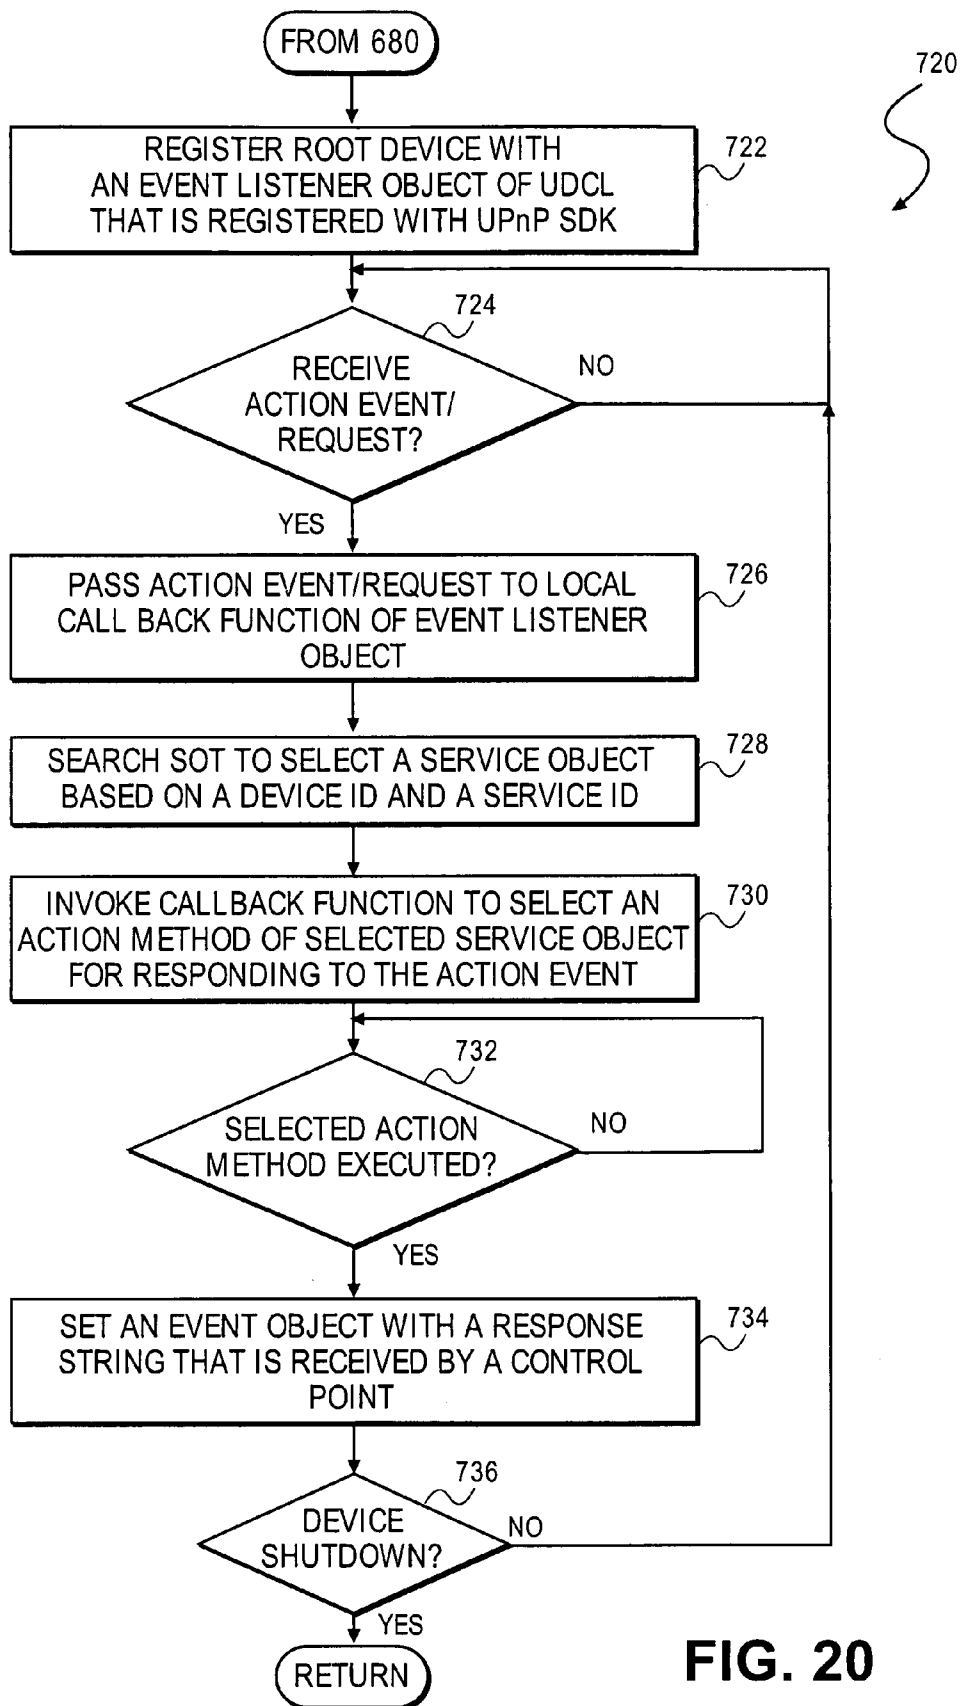 FROM 680
720
REGISTER ROOT DEVICE WITH
AN EVENT LISTENER OBJECT OF UDCL
THAT IS REGISTERED WITH UPnP SDK
722
724
RECEIVE
ACTION EVENT/
REQUEST?
NO
YES
PASS ACTION EVENT/REQUEST TO LOCAL
CALL BACK FUNCTION OF EVENT LISTENER
OBJECT
726
SEARCH SOT TO SELECT A SERVICE OBJECT
BASED ON A DEVICE ID AND A SERVICE ID
728
INVOKE CALLBACK FUNCTION TO SELECT AN
ACTION METHOD OF SELECTED SERVICE OBJECT
FOR RESPONDING TO THE ACTION EVENT
730
732
SELECTED ACTION
METHOD EXECUTED?
NO
YES
SET AN EVENT OBJECT WITH A RESPONSE
STRING THAT IS RECEIVED BY A CONTROL
POINT
734
736
DEVICE
SHUTDOWN?
NO
YES
RETURN
FIG. 20